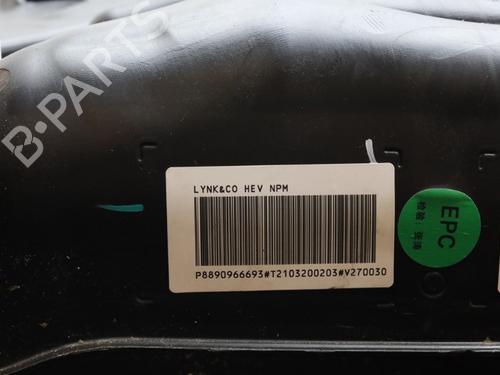 B-PARTS
LYNK&CO HEV NPM
P8890966693#T2103200203#V270030
EPC